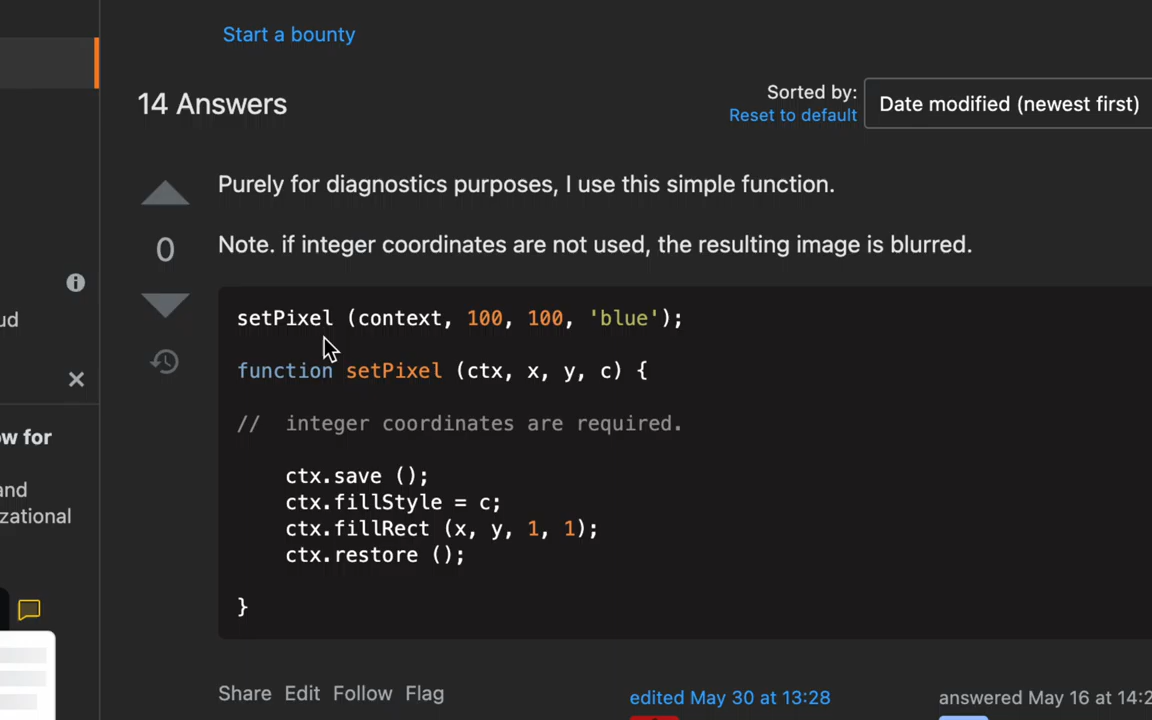 Start a bounty
14 Answers
Sorted by:
Reset to default
Date modified (newest first)
Purely for diagnostics purposes, I use this simple function.
0
Note. if integer coordinates are not used, the resulting image is blurred.
setPixel (context, 100, 100, 'blue');
function setPixel (ctx, x, y, c) {
//  integer coordinates are required.
    ctx.save ();
    ctx.fillStyle = c;
    ctx.fillRect (x, y, 1, 1);
    ctx.restore ();
}
Share Edit Follow Flag
edited May 30 at 13:28
answered May 16 at 14:2
ud
ow for
and
zational